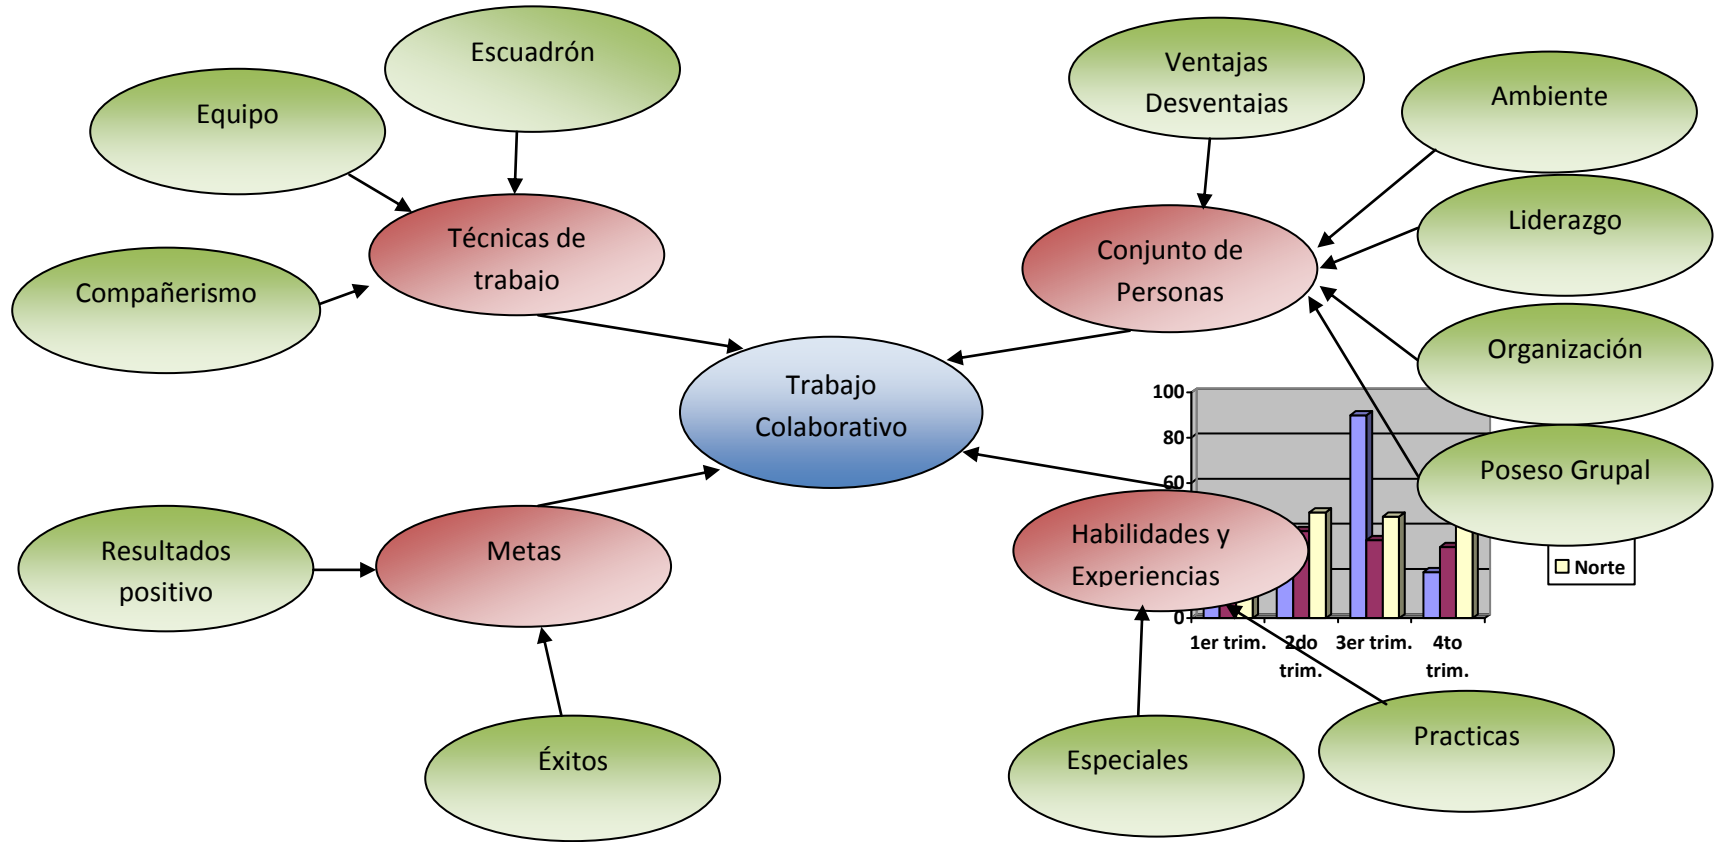 Escuadrón
Equipo
Ventajas
Desventajas
Ambiente
Técnicas de
trabajo
Conjunto de
Personas
Liderazgo
Compañerismo
Trabajo
Colaborativo
Organización
Poseso Grupal
Resultados
positivo
Metas
Habilidades y
Experiencias
100
80
60
0
1er trim.
2do
trim.
3er trim.
4to
trim.
Norte
Éxitos
Especiales
Practicas